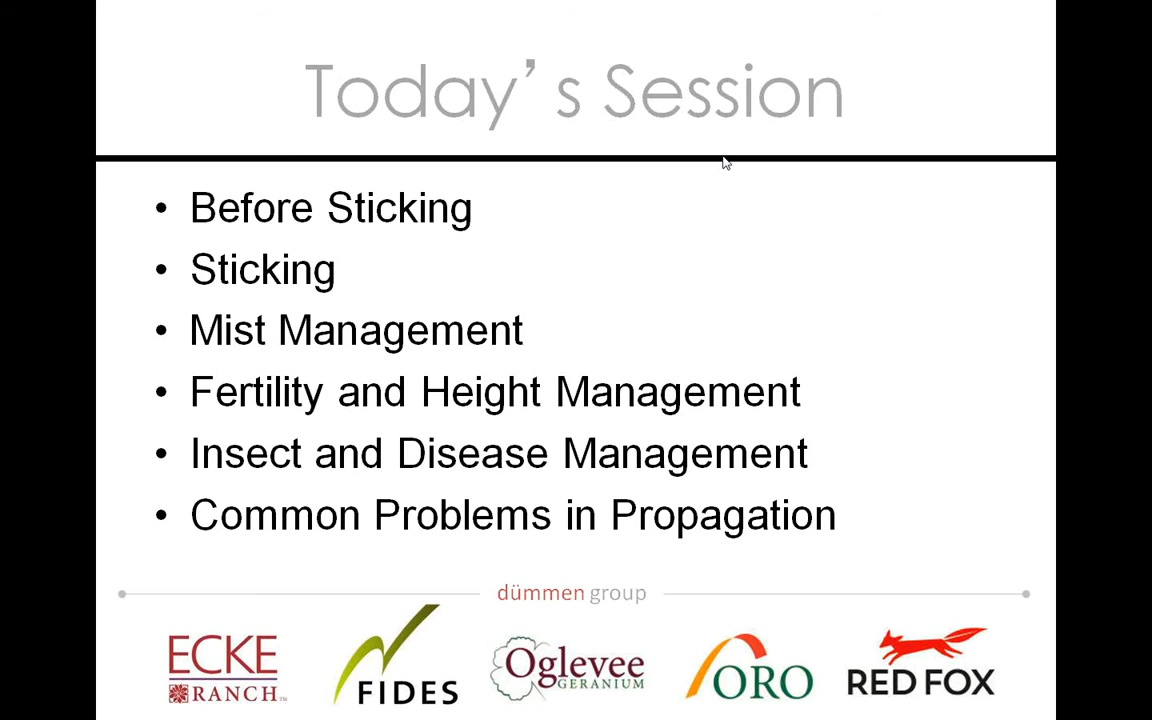 Today's Session
• Before Sticking
• Sticking
• Mist Management
• Fertility and Height Management
• Insect and Disease Management
• Common Problems in Propagation
dümmen group
ECKE
RANCH™
FIDES
Oglevee
GERANIUM
ORO
RED FOX